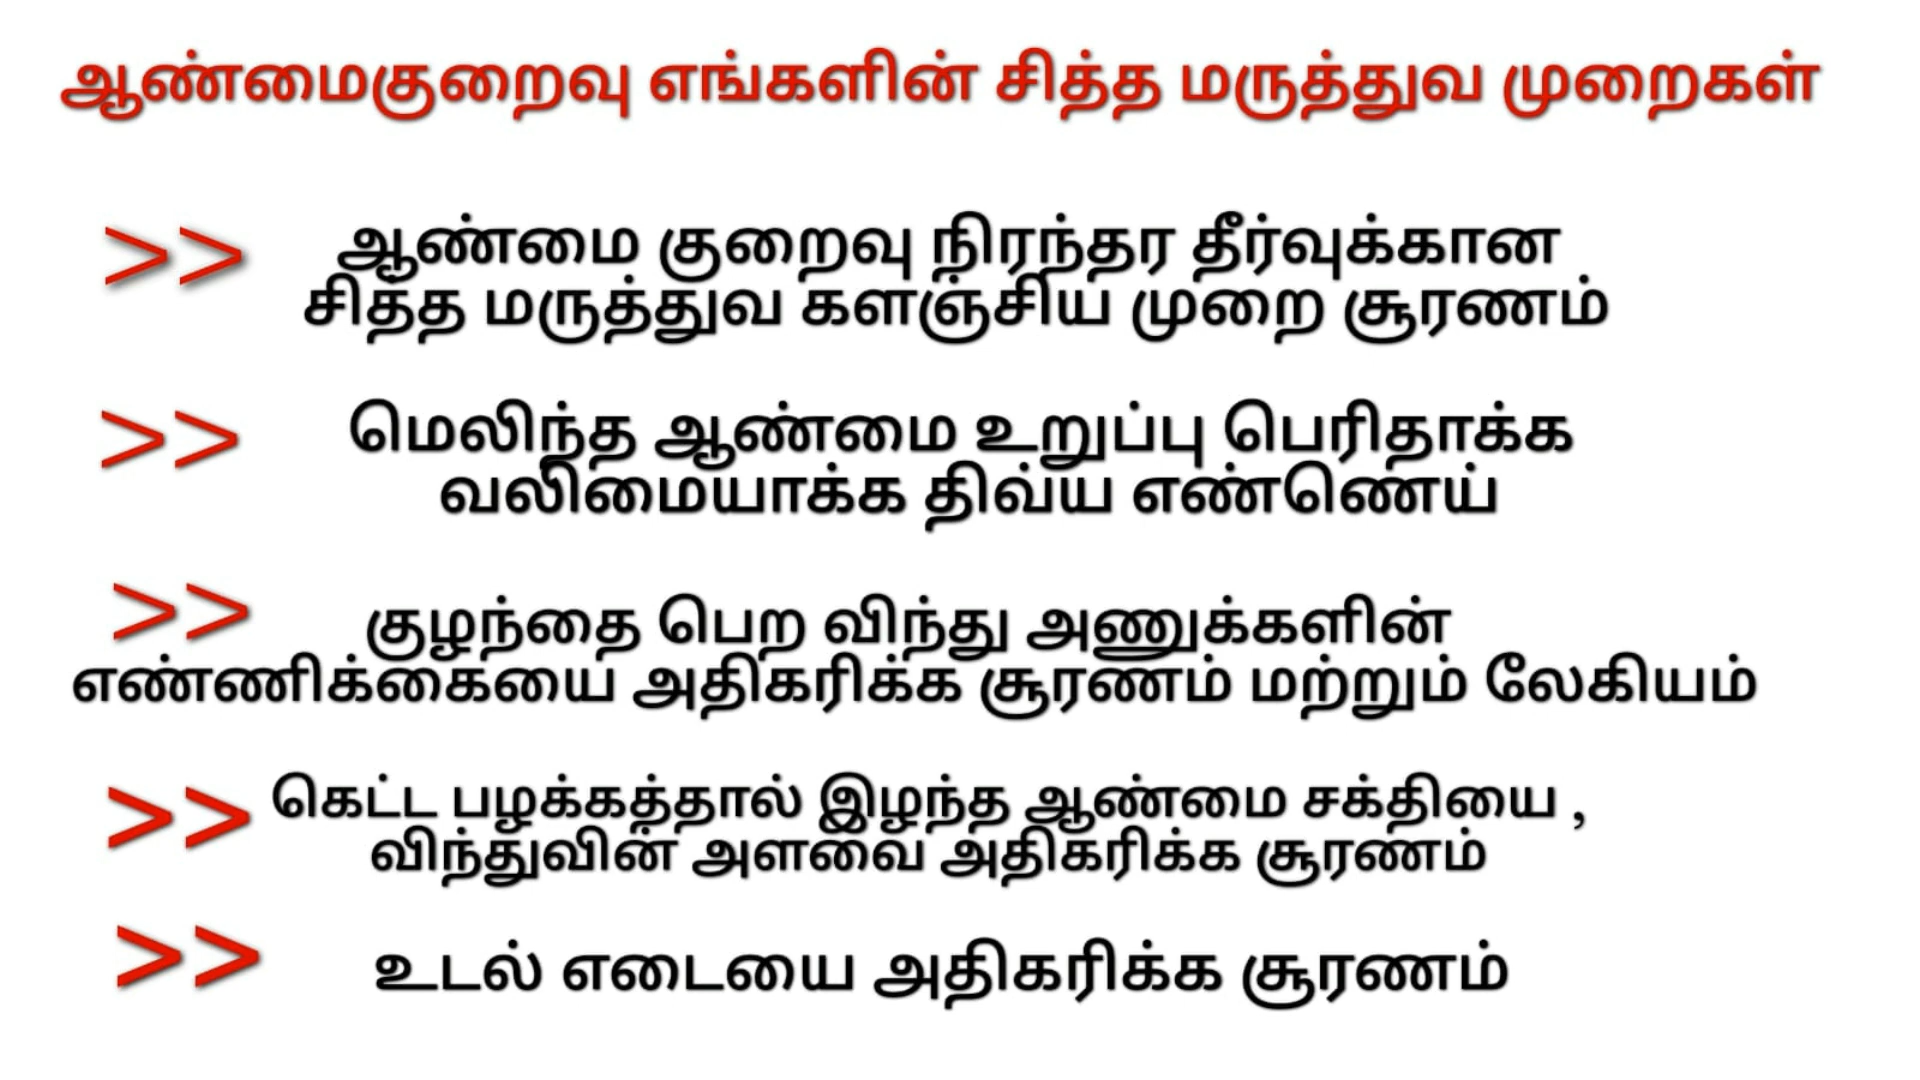 ஆண்மைகுறைவு எங்களின் சித்த மருத்துவ முறைகள்
>> ஆண்மை குறைவு நிரந்தர தீர்வுக்கான
சித்த மருத்துவ களஞ்சிய முறை சூரணம்
>> மெலிந்த ஆண்மை உறுப்பு பெரிதாக்க
வலிமையாக்க திவ்ய எண்ணெய்
>> குழந்தை பெற விந்து அணுக்களின்
எண்ணிக்கையை அதிகரிக்க சூரணம் மற்றும் லேகியம்
>> கெட்ட பழக்கத்தால் இழந்த ஆண்மை சக்தியை ,
விந்துவின் அளவை அதிகரிக்க சூரணம்
>> உடல் எடையை அதிகரிக்க சூரணம்